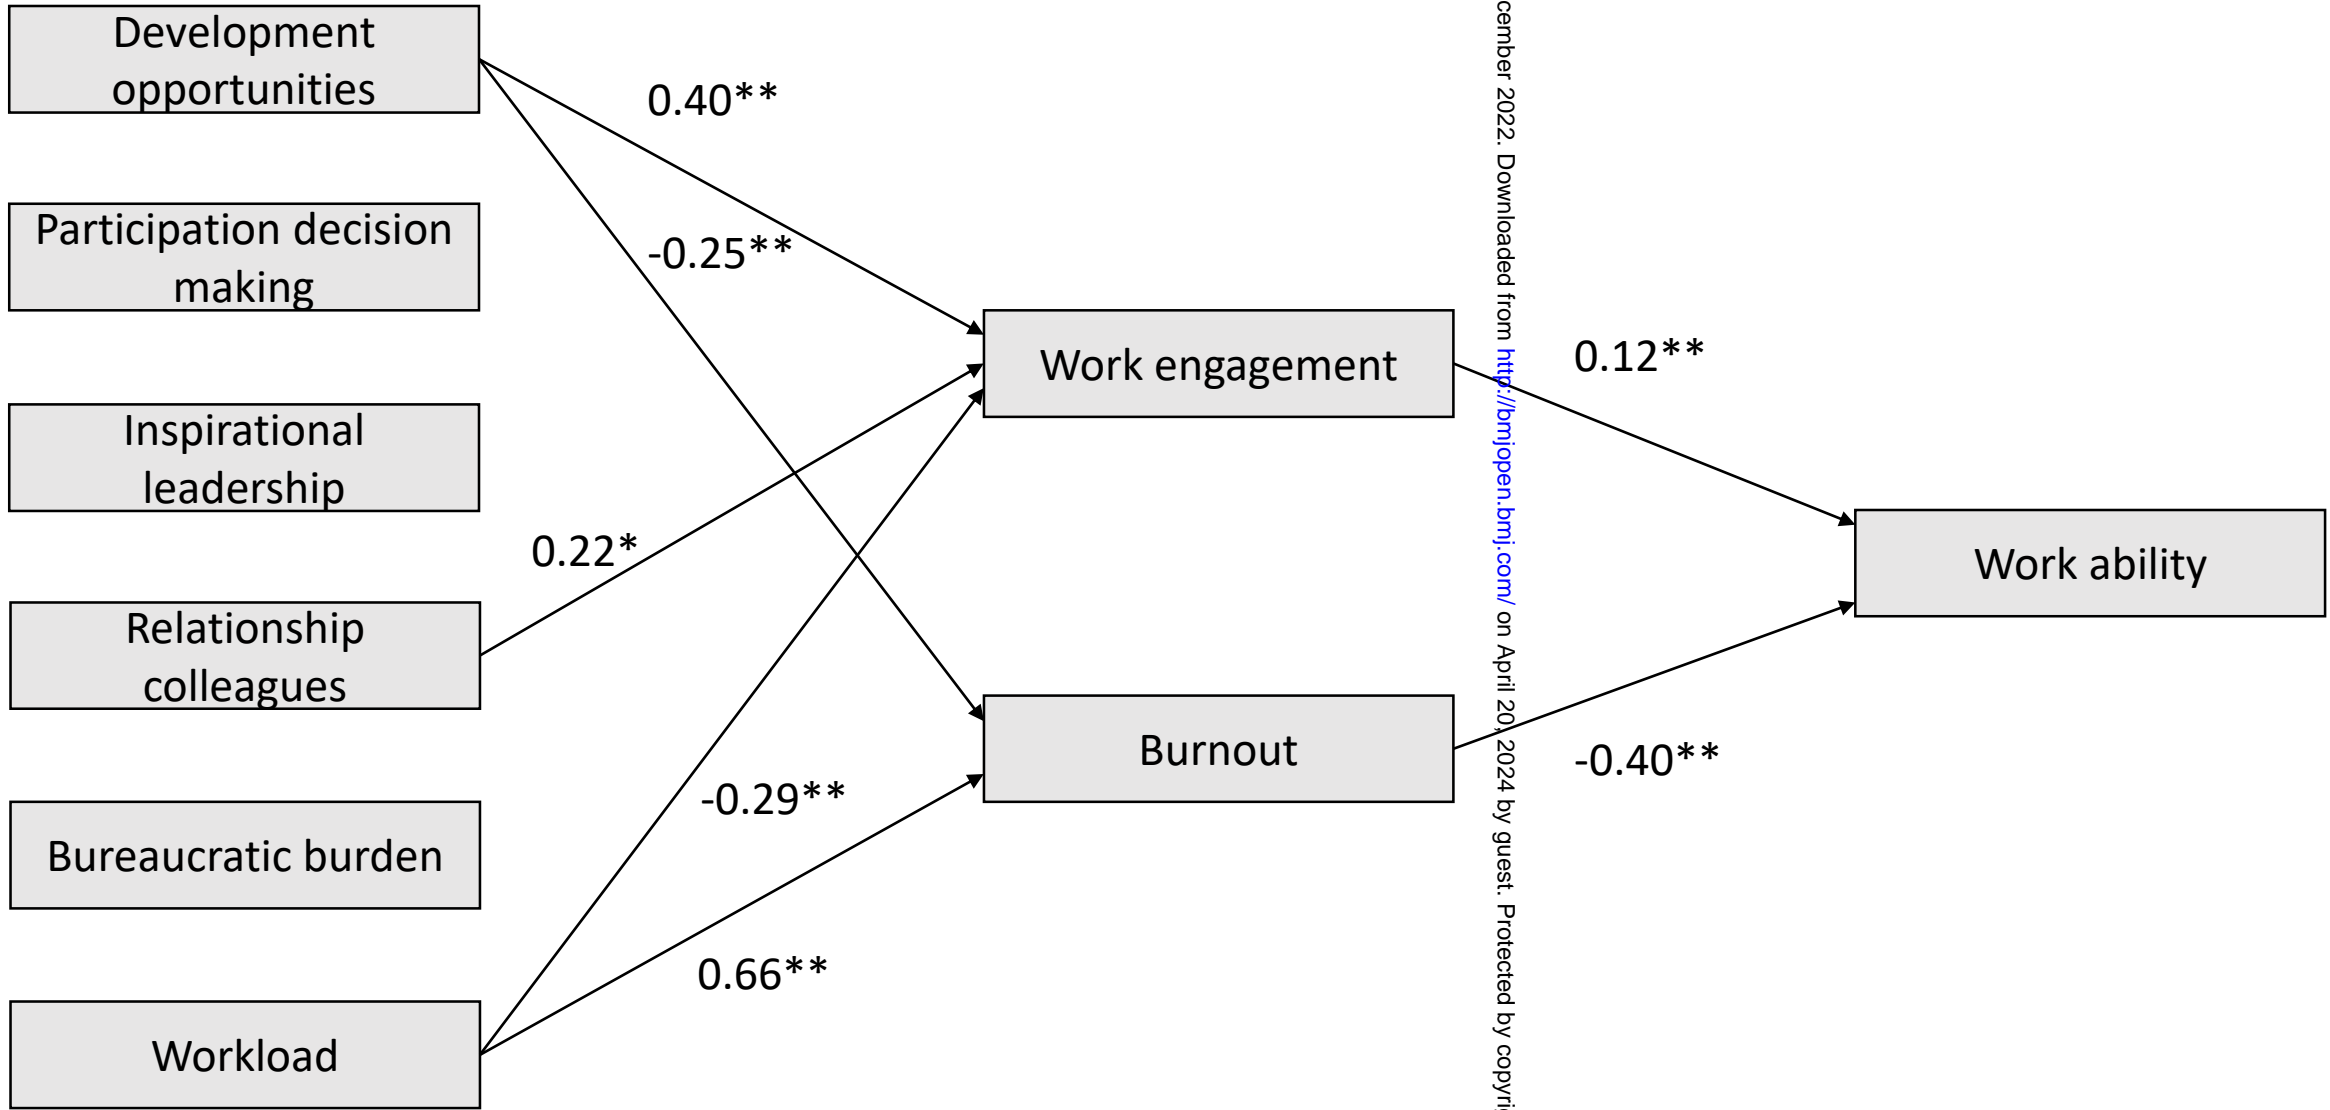 Development
opportunities
0.40**
Participation decision
making
-0.25**
Inspirational
leadership
Work engagement
0.12**
0.22*
Relationship
colleagues
Work ability
Burnout
-0.40**
-0.29**
Bureaucratic burden
0.66**
Workload
2022. Downloaded from http://bmjopen.bmj.com/ on April 20, 2024 by guest. Protected by